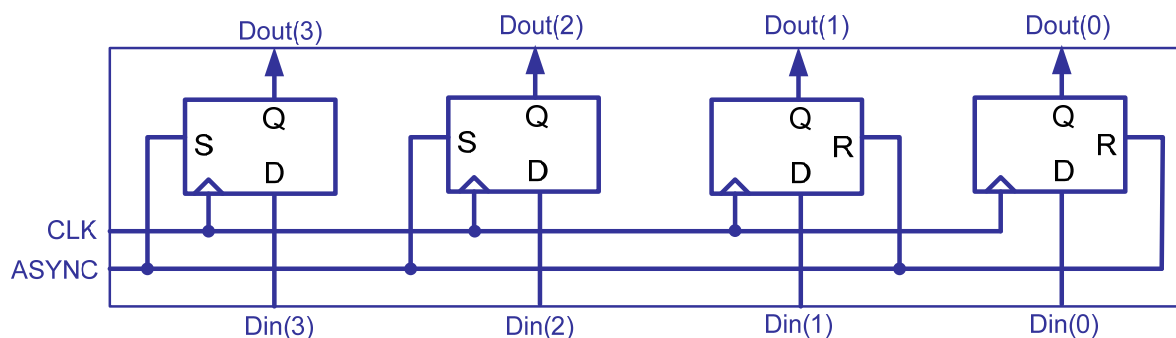 Dout(3) Dout(2) Dout(1) Dout(0)
Q Q Q Q
S S R R
D D D D
CLK
ASYNC
Din(3) Din(2) Din(1) Din(0)